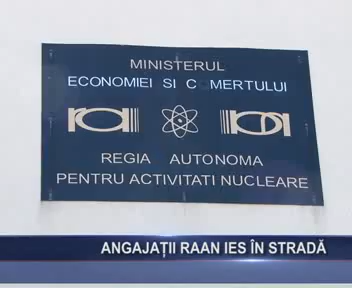 MINISTERUL
ECONOMIEI SI C MERTULUI
REGIA AUTONOMA
PENTRU ACTIVITATI NUCLEARE
ANGAJAȚII RAAN IES ÎN STRADĂ